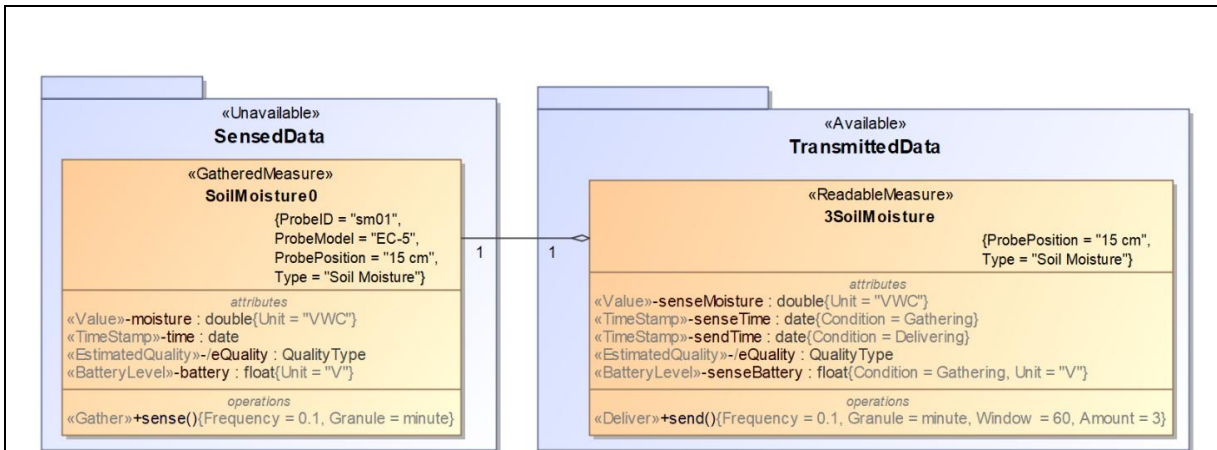 «Unavailable»
SensedData
«GatheredMeasure»
SoilMoisture0
{ProbeID = "sm01",
ProbeModel = "EC-5",
ProbePosition = "15 cm",
Type = "Soil Moisture"}
attributes
«Value»-moisture : double{Unit = "VWC"}
«TimeStamp»-time : date
«EstimatedQuality»-/eQuality : QualityType
«BatteryLevel»-battery : float{Unit = "V"}
operations
«Gather»+sense(){Frequency = 0.1, Granule = minute}
1
1
«Available»
TransmittedData
«ReadableMeasure»
3SoilMoisture
{ProbePosition = "15 cm",
Type = "Soil Moisture"}
attributes
«Value»-senseMoisture : double{Unit = "VWC"}
«TimeStamp»-senseTime : date{Condition = Gathering}
«TimeStamp»-sendTime : date{Condition = Delivering}
«EstimatedQuality»-/eQuality : QualityType
«BatteryLevel»-senseBattery : float{Condition = Gathering, Unit = "V"}
operations
«Deliver»+send(){Frequency = 0.1, Granule = minute, Window = 60, Amount = 3}